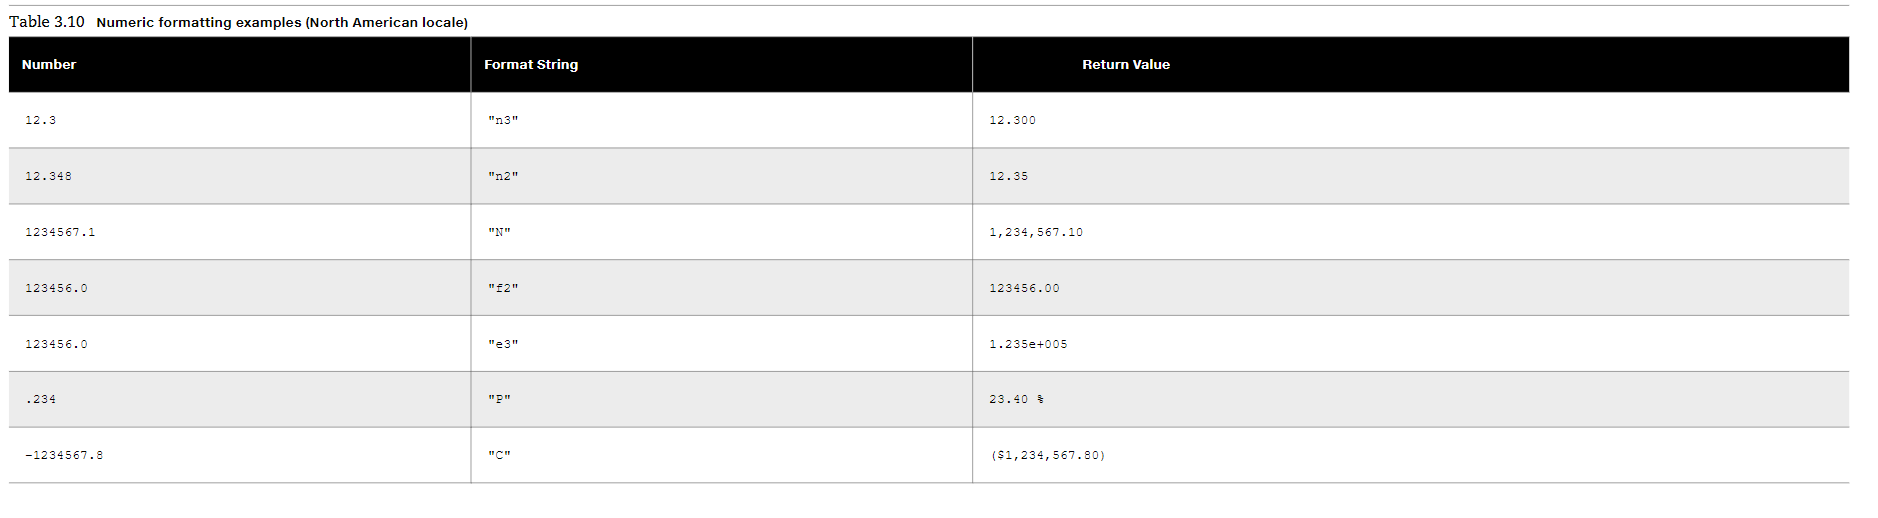 Table 3.10 Numeric formatting examples (North American locale)
Number Format String Return Value
12.3 "n3" 12.300
12.348 "n2" 12.35
1234567.1 "N" 1,234,567.10
123456.0 "f2" 123456.00
123456.0 "e3" 1.235e+005
.234 "P" 23.40 %
-1234567.8 "C" ($1,234,567.80)